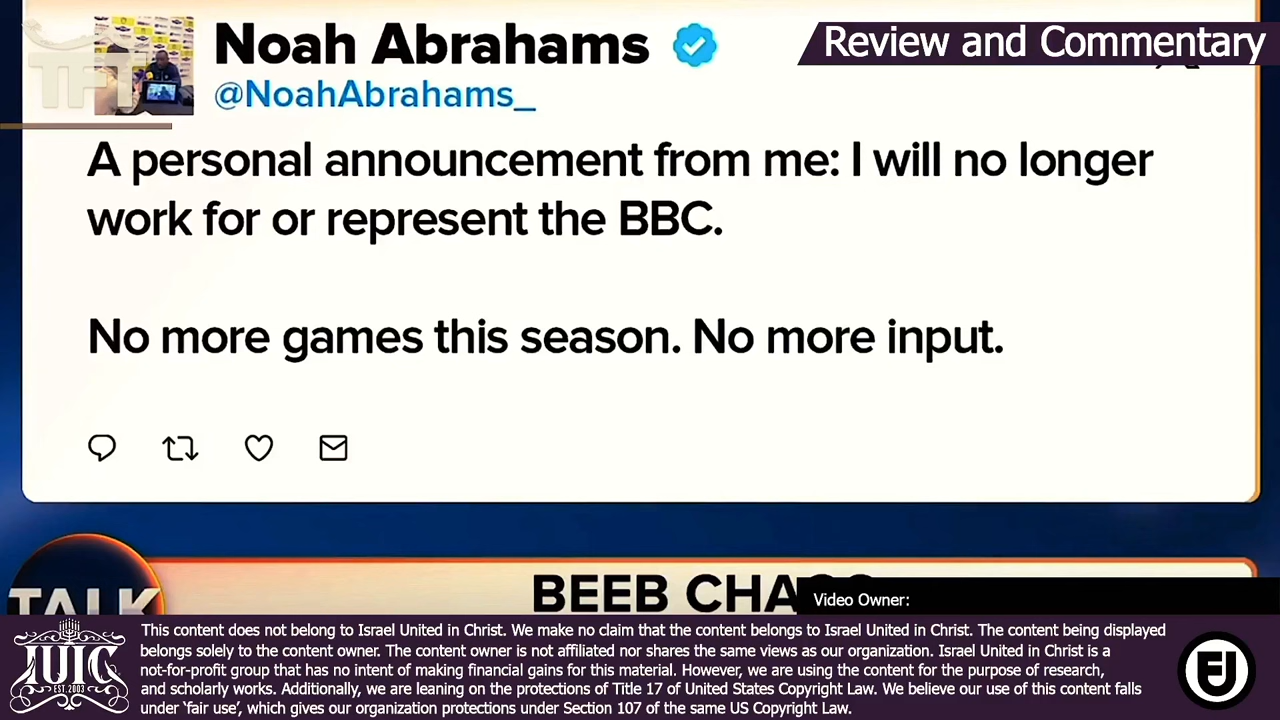 Noah Abrahams
Review and Commentary
TFT
@NoahAbrahams_
A personal announcement from me: I will no longer
work for or represent the BBC.
No more games this season. No more input.
BEEB
TALK
Video Owner:
This content does not belong to Israel United in Christ. We make no claim that the content belongs to Israel United in Christ. The content being displayed
belongs solely to the content owner. The content owner is not affiliated nor shares the same views as our organization. Israel United in Christ is a
not-for-profit group that has no intent of making financial gains for this material. However, we are using the content for the purpose of research,
and scholarly works. Additionally, we are leaning on the protections of Title 17 of United States Copyright Law. We believe our use of this content falls
under 'fair use', which gives our organization protections under Section 107 of the same US Copyright Law.
IUIC
EST. 2003